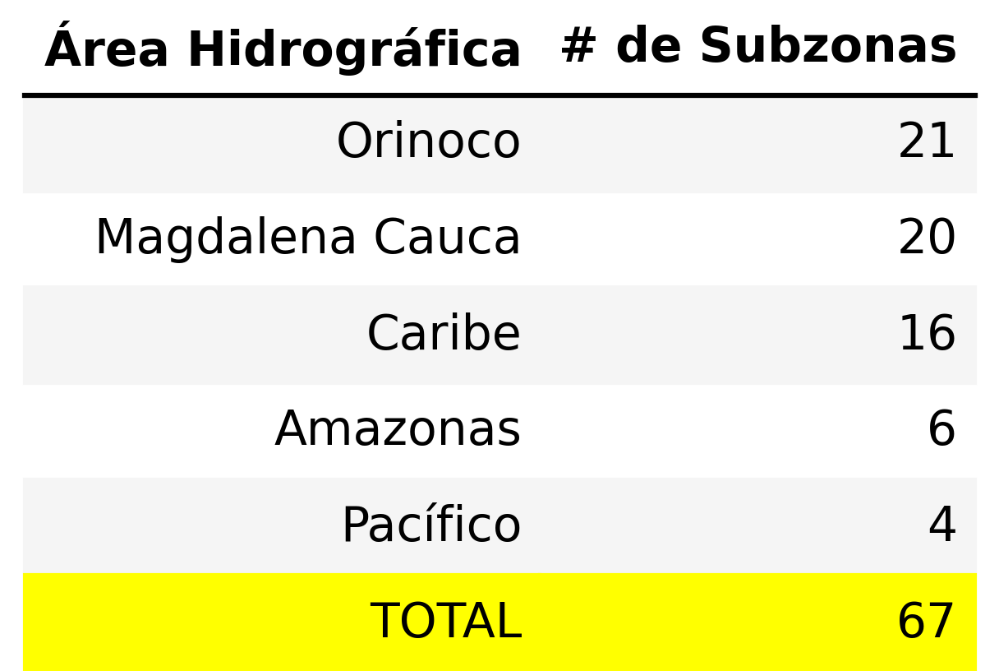 Área Hidrográfica # de Subzonas
Orinoco 21
Magdalena Cauca 20
Caribe 16
Amazonas 6
Pacífico 4
TOTAL 67